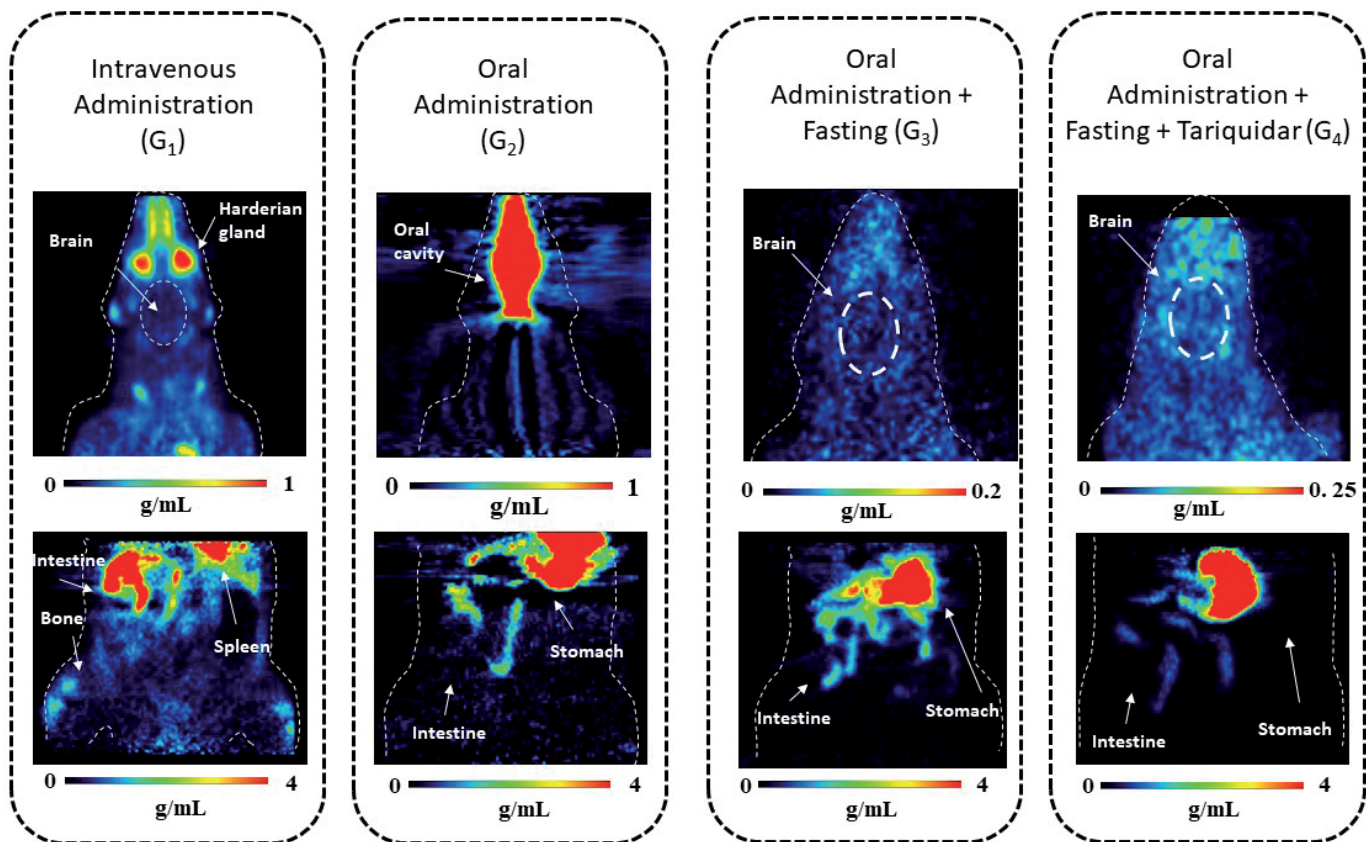 Intravenous
Administration
(G₁)
Harderian
gland
Brain
0 1
g/mL
Intestine
Bone
Spleen
0 4
g/mL
Oral
Administration
(G₂)
Oral
cavity
0 1
g/mL
Stomach
Intestine
0 4
g/mL
Oral
Administration +
Fasting (G₃)
Brain
0 0.2
g/mL
Intestine
Stomach
0 4
g/mL
Oral
Administration +
Fasting + Tariquidar (G₄)
Brain
0 0. 25
g/mL
Intestine
Stomach
0 4
g/mL